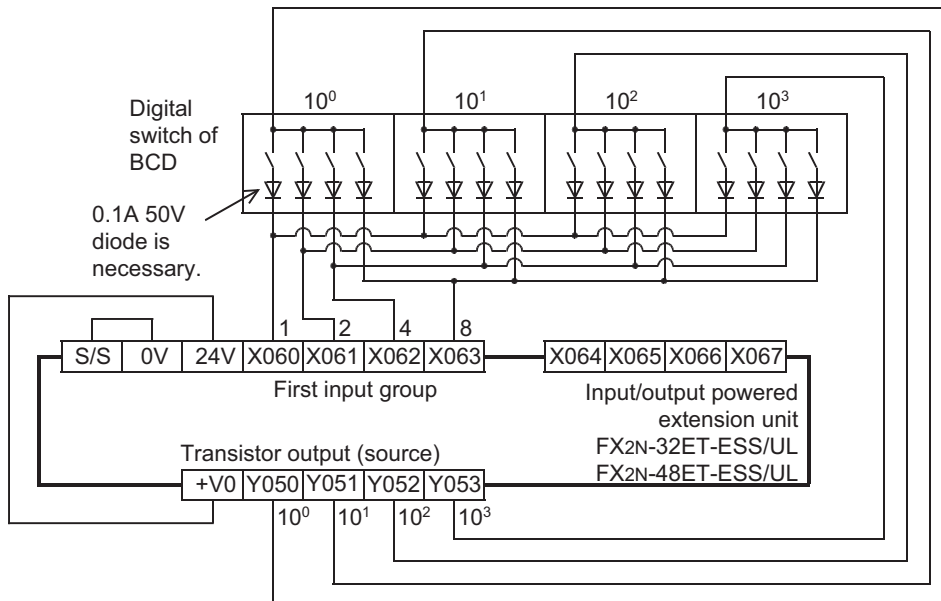 10⁰ 10¹ 10² 10³
Digital
switch of
BCD
0.1A 50V
diode is
necessary.
1 2 4 8
S/S 0V 24V X060 X061 X062 X063 X064 X065 X066 X067
First input group
Input/output powered
extension unit
FX2N-32ET-ESS/UL
FX2N-48ET-ESS/UL
Transistor output (source)
+V0 Y050 Y051 Y052 Y053
10⁰ 10¹ 10² 10³